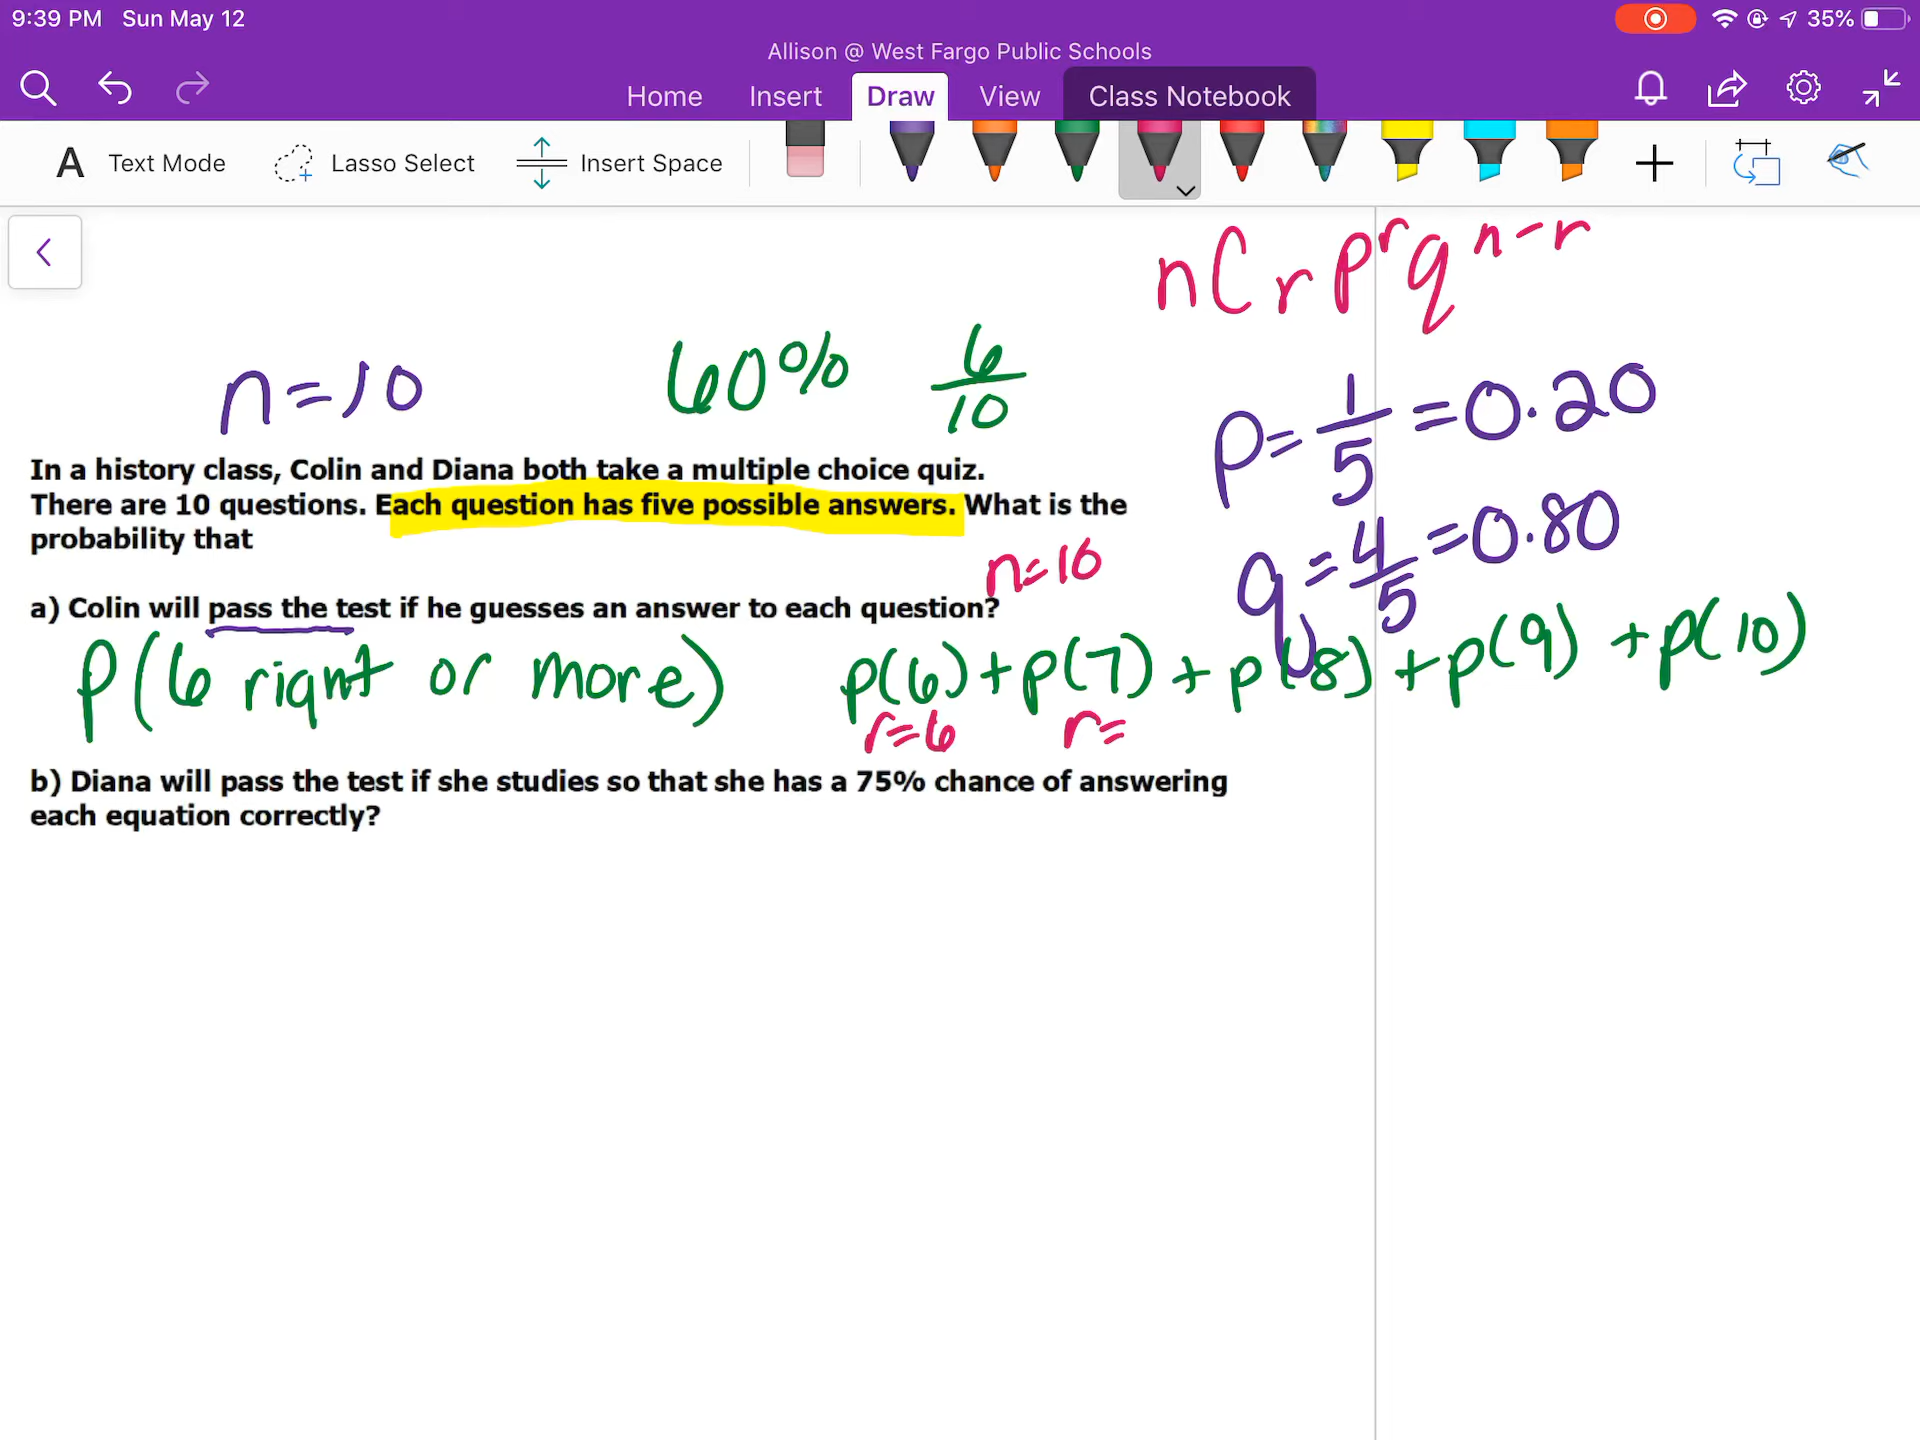 9:39 PM Sun May 12
35%
Allison @ West Fargo Public Schools
Home Insert Draw View Class Notebook
A Text Mode Lasso Select Insert Space
nCr p^r q^n-r
n=10 60% 6/10
p=1/5=0.20
In a history class, Colin and Diana both take a multiple choice quiz.
There are 10 questions. Each question has five possible answers. What is the
probability that
q=4/5=0.80
n=10
a) Colin will pass the test if he guesses an answer to each question?
P(6 right or more) p(6)+p(7)+p(8)+p(9)+p(10)
r=6 r=
b) Diana will pass the test if she studies so that she has a 75% chance of answering
each equation correctly?